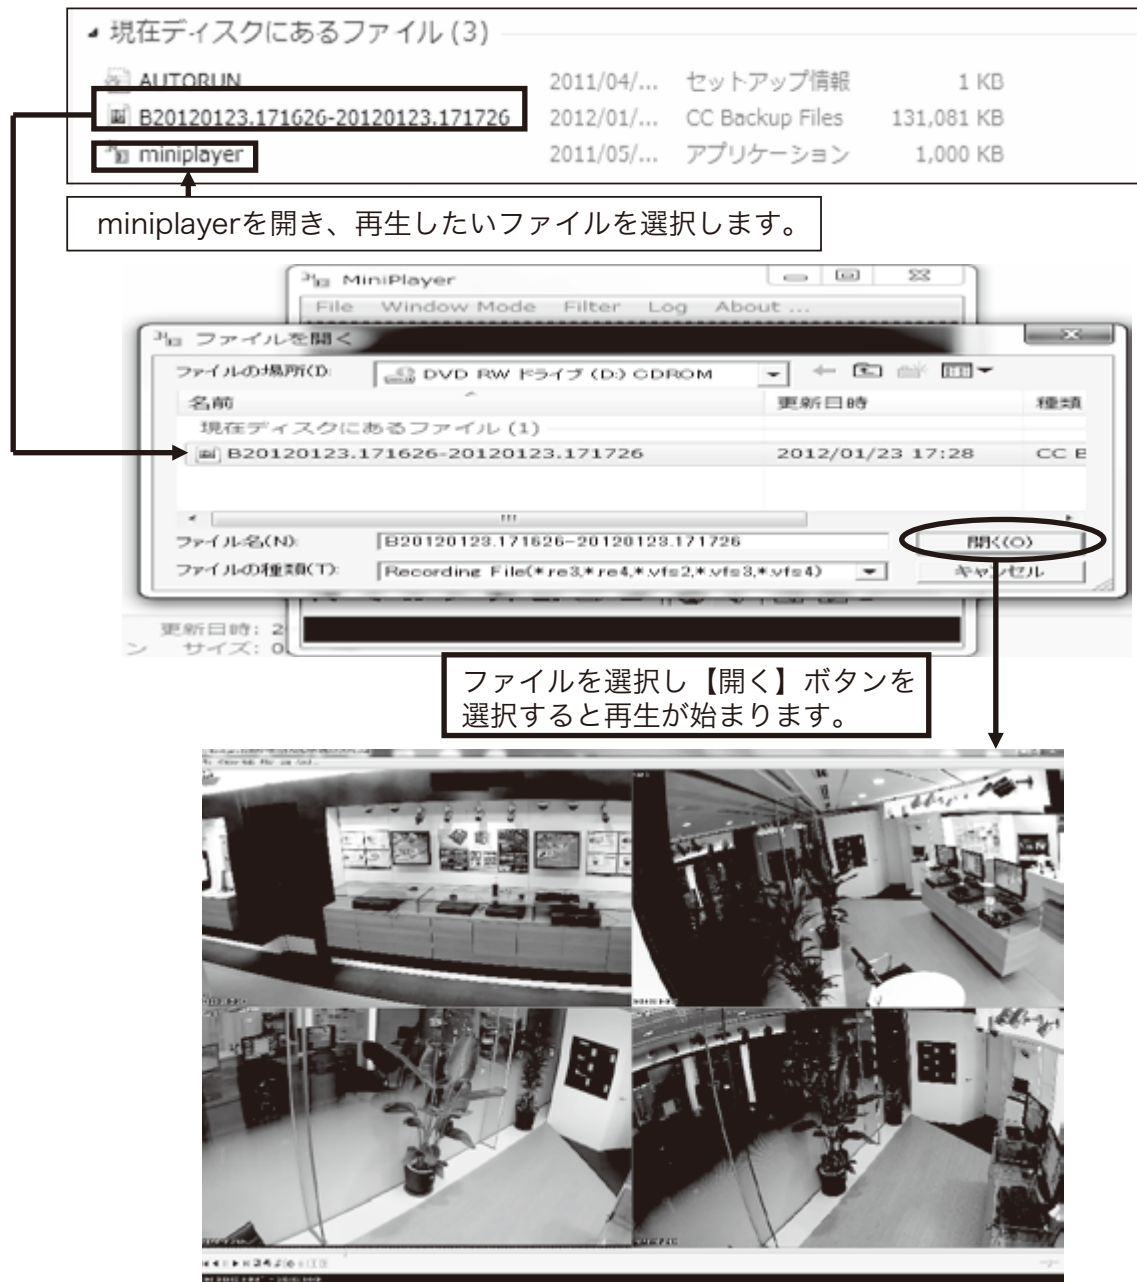 現在ディスクにあるファイル (3)
AUTORUN 2011/04/... セットアップ情報 1 KB
B20120123.171626-20120123.171726 2012/01/... CC Backup Files 131,081 KB
miniplayer 2011/05/... アプリケーション 1,000 KB
miniplayerを開き、再生したいファイルを選択します。
MiniPlayer
File Window Mode Filter Log About ...
ファイルを開く
ファイルの場所(I): DVD RW ドライブ (D:) CDROM
名前 更新日時 種類
現在ディスクにあるファイル (1)
B20120123.171626-20120123.171726 2012/01/23 17:28 CC B
ファイル名(N): B20120123.171626-20120123.171726 開く(O)
ファイルの種類(T): Recording File(*.re3,*.re4,*.vfs2,*.vfs3,*.vfs4) キャンセル
更新日時: 2
ン サイズ: 0
ファイルを選択し【開く】ボタンを
選択すると再生が始まります。